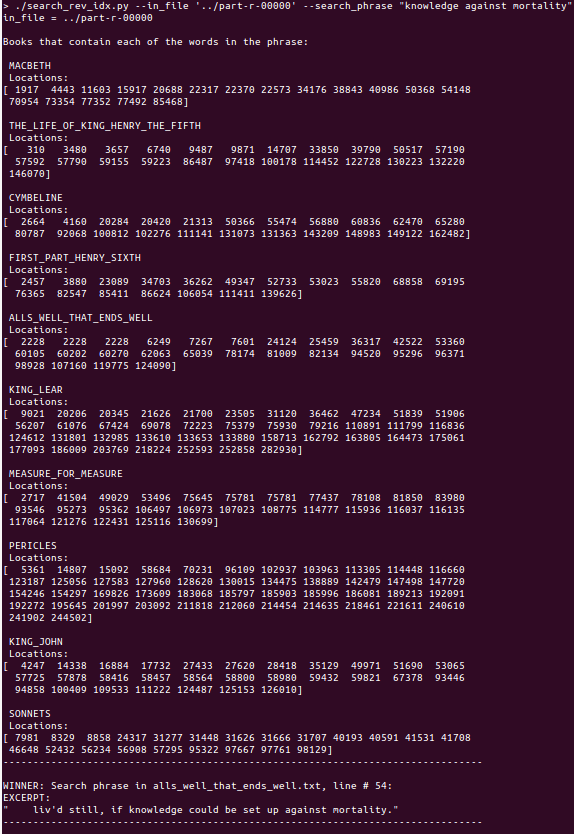 > ./search_rev_idx.py --in_file '../part-r-00000' --search_phrase "knowledge against mortality"
in_file = ../part-r-00000
Books that contain each of the words in the phrase:
MACBETH
Locations:
[ 1917 4443 11603 15917 20688 22317 22370 22573 34176 38843 40986 50368 54148
70954 73354 77352 77492 85468]
THE_LIFE_OF_KING_HENRY_THE_FIFTH
Locations:
[ 310 3480 3657 6740 9487 9871 14707 33850 39790 50517 57190
57592 57790 59155 59223 86487 97418 100178 114452 122728 130223 132220
146070]
CYMBELINE
Locations:
[ 2664 4160 20284 20420 21313 50366 55474 56880 60836 62470 65280
80787 92068 100812 102276 111141 131073 131363 143209 148983 149122 162482]
FIRST_PART_HENRY_SIXTH
Locations:
[ 2457 3880 23089 34703 36262 49347 52733 53023 55820 68858 69195
76365 82547 85411 86624 106054 111411 139626]
ALLS_WELL_THAT_ENDS_WELL
Locations:
[ 2228 2228 2228 6249 7267 7601 24124 25459 36317 42522 53360
60105 60202 60270 62063 65039 78174 81009 82134 94520 95296 96371
98928 107160 119775 124090]
KING_LEAR
Locations:
[ 9021 20206 20345 21626 21700 23505 31120 36462 47234 51839 51906
56207 61076 67424 69078 72223 75379 75930 79216 110891 111799 116836
124612 131801 132985 133610 133653 133880 158713 162792 163805 164473 175061
177093 186009 203769 218224 252593 252858 282930]
MEASURE_FOR_MEASURE
Locations:
[ 2717 41504 49029 53496 75645 75781 75781 77437 78108 81850 83980
93546 95273 95362 106497 106973 107023 108775 114777 115936 116037 116135
117064 121276 122431 125116 130699]
PERICLES
Locations:
[ 5361 14807 15092 58684 70231 96109 102937 103963 113305 114448 116660
123187 125056 127583 127960 128620 130015 134475 138889 142479 147498 147720
154246 154297 169826 173609 183068 185797 185903 185996 186081 189213 192091
192272 195645 201997 203092 211818 212060 214454 214635 218461 221611 240610
241902 244502]
KING_JOHN
Locations:
[ 4247 14338 16884 17732 27433 27620 28418 35129 49971 51690 53065
57725 57878 58416 58457 58564 58800 58980 59432 59821 67378 93446
94858 100409 109533 111222 124487 125153 126010]
SONNETS
Locations:
[ 7981 8329 8858 24317 31277 31448 31626 31666 31707 40193 40591 41531 41708
46648 52432 56234 56908 57295 95322 97667 97761 98129]
--------------------------------------------------------------------------------
WINNER: Search phrase in alls_well_that_ends_well.txt, line # 54:
EXCERPT:
" liv'd still, if knowledge could be set up against mortality."
--------------------------------------------------------------------------------